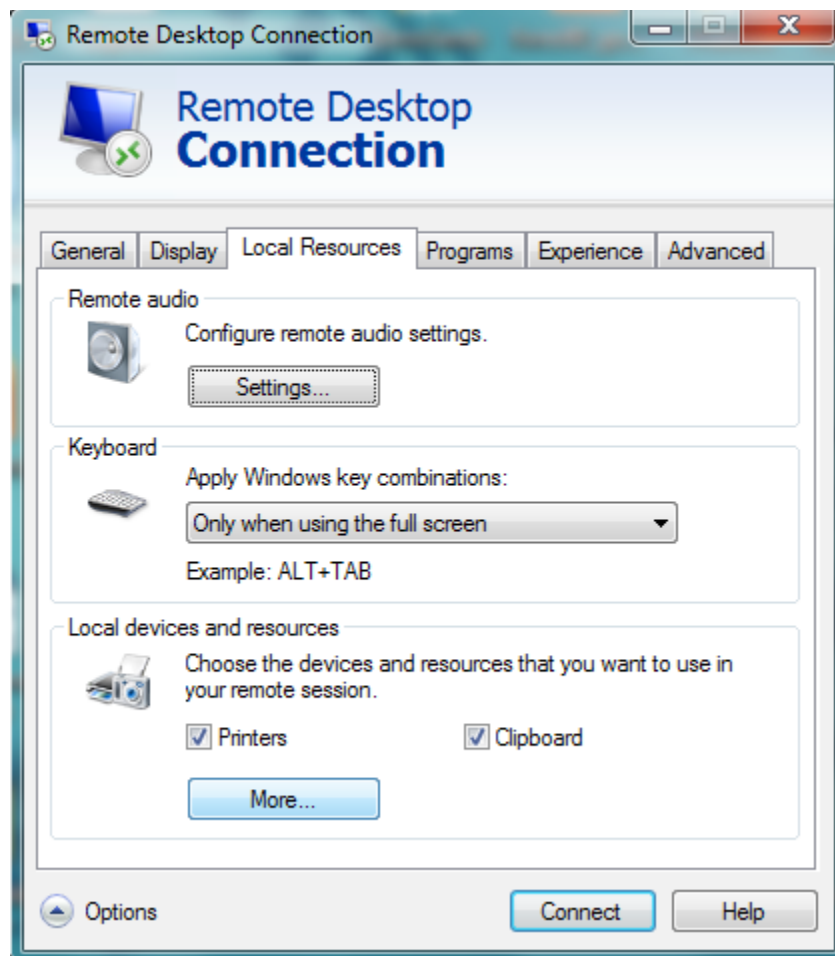 Remote Desktop Connection
Remote Desktop
Connection
General Display Local Resources Programs Experience Advanced
Remote audio
Configure remote audio settings.
Settings...
Keyboard
Apply Windows key combinations:
Only when using the full screen
Example: ALT+TAB
Local devices and resources
Choose the devices and resources that you want to use in
your remote session.
Printers Clipboard
More...
Options Connect Help